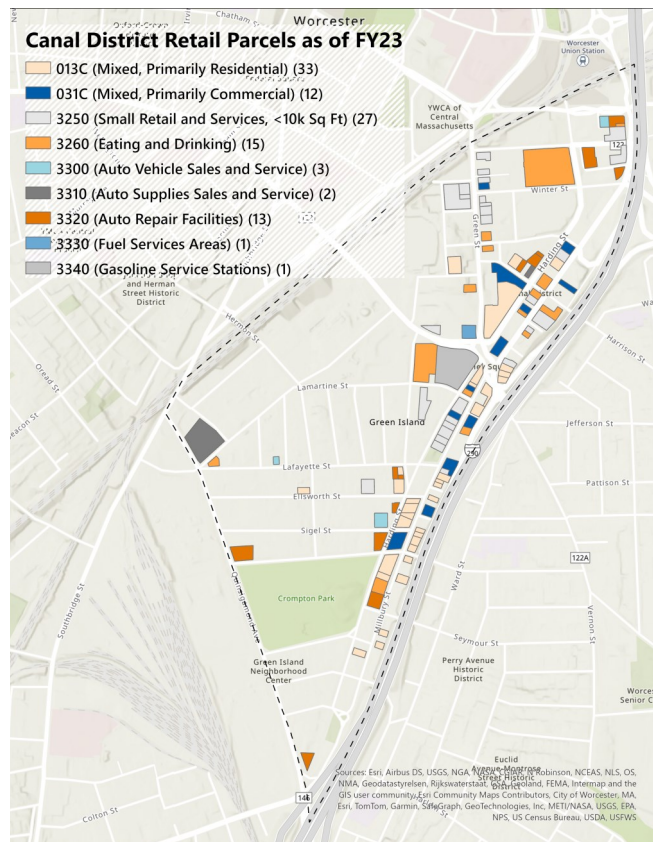 Chatham St
Worcester
Canal District Retail Parcels as of FY23
013C (Mixed, Primarily Residential) (33)
031C (Mixed, Primarily Commercial) (12)
3250 (Small Retail and Services, <10k Sq Ft) (27)
3260 (Eating and Drinking) (15)
3300 (Auto Vehicle Sales and Service) (3)
3310 (Auto Supplies Sales and Service) (2)
3320 (Auto Repair Facilities) (13)
3330 (Fuel Services Areas) (1)
3340 (Gasoline Service Stations) (1)
Worcester
Union Station
YWCA of
Central
Massachusetts
122
Winter St
Green St
Harding St
and Herman
Street Historic
District
Hermon St
Harrison St
Oread St
Lamartine St
Green Island
Jefferson St
290
Lafayette St
Pattison St
Ellsworth St
Sigel St
Harding St
122A
Ward St
Crompton Park
Southbridge St
Millbury St
Vernon St
Seymour St
Green Island
Neighborhood
Center
Perry Avenue
Historic
District
Senior C
Euclid
Avenue-Montrose
Street Historic
District
Sources: Esri, Airbus DS, USGS, NGA, NASA, CGIAR, N Robinson, NCEAS, NLS, OS,
NMA, Geodatastyrelsen, Rijkswaterstaat, GSA, Geoland, FEMA, Intermap and the
GIS user community, Esri Community Maps Contributors, City of Worcester, MA,
Esri, TomTom, Garmin, SafeGraph, GeoTechnologies, Inc, METI/NASA, USGS, EPA,
NPS, US Census Bureau, USDA, USFWS
146
Colton St